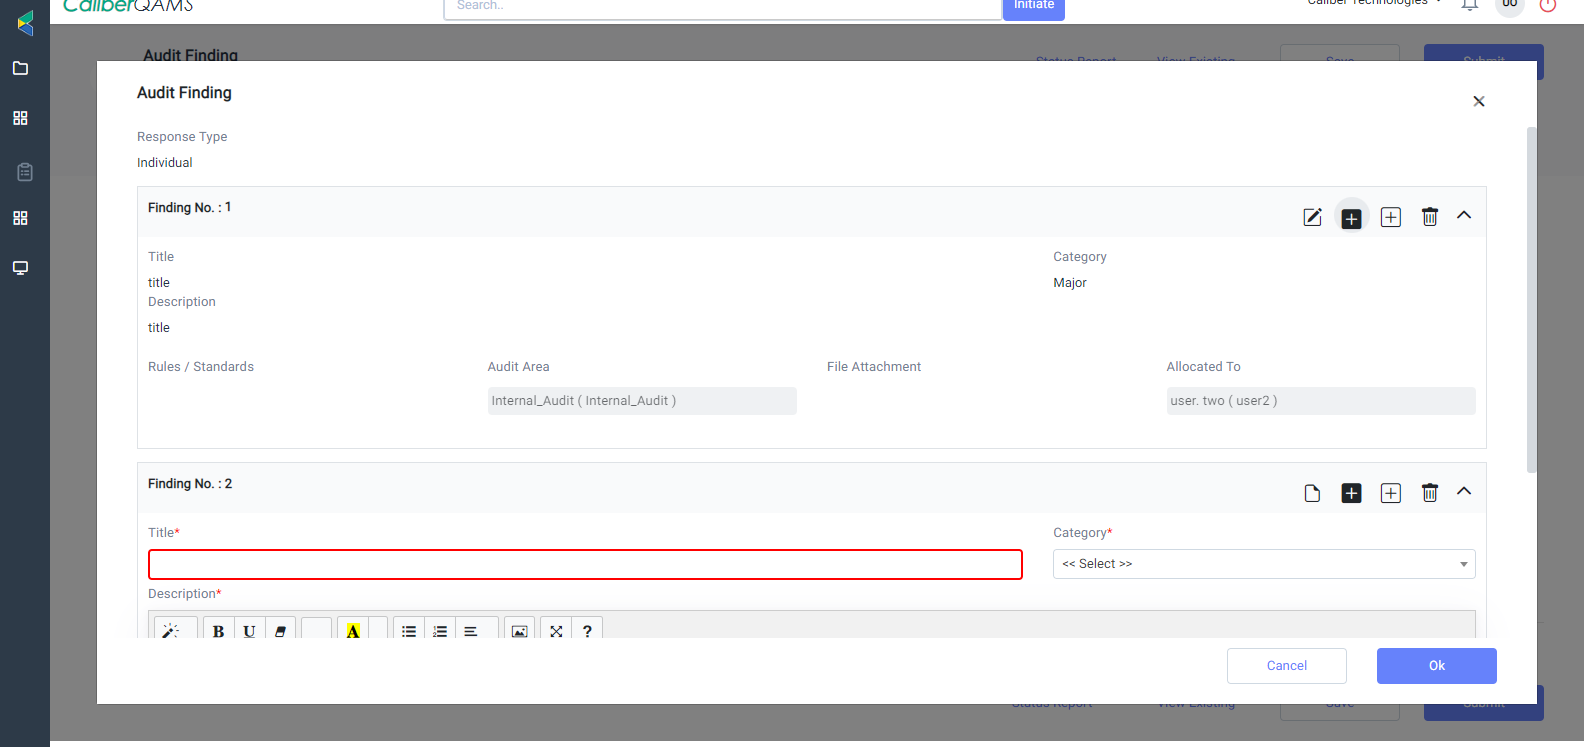 CaliberQAMS
Search..
Initiate
Caliber Technologies
Audit Finding
Status Report
View Existing
Save
Submit
Audit Finding
Response Type
Individual
Finding No. : 1
Title
Category
title
Major
Description
title
Rules / Standards
Audit Area
File Attachment
Allocated To
Internal_Audit ( Internal_Audit )
user. two ( user2 )
Finding No. : 2
Title*
Category*
<< Select >>
Description*
B
U
A
?
Cancel
Ok
Status Report
View Existing
Save
Submit